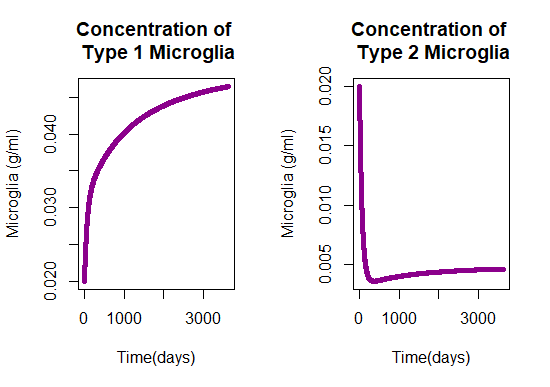 Concentration of
Type 1 Microglia
Microglia (g/ml)
0.020
0.030
0.040
0
1000
3000
Time(days)
Concentration of
Type 2 Microglia
Microglia (g/ml)
0.005
0.010
0.015
0.020
0
1000
3000
Time(days)